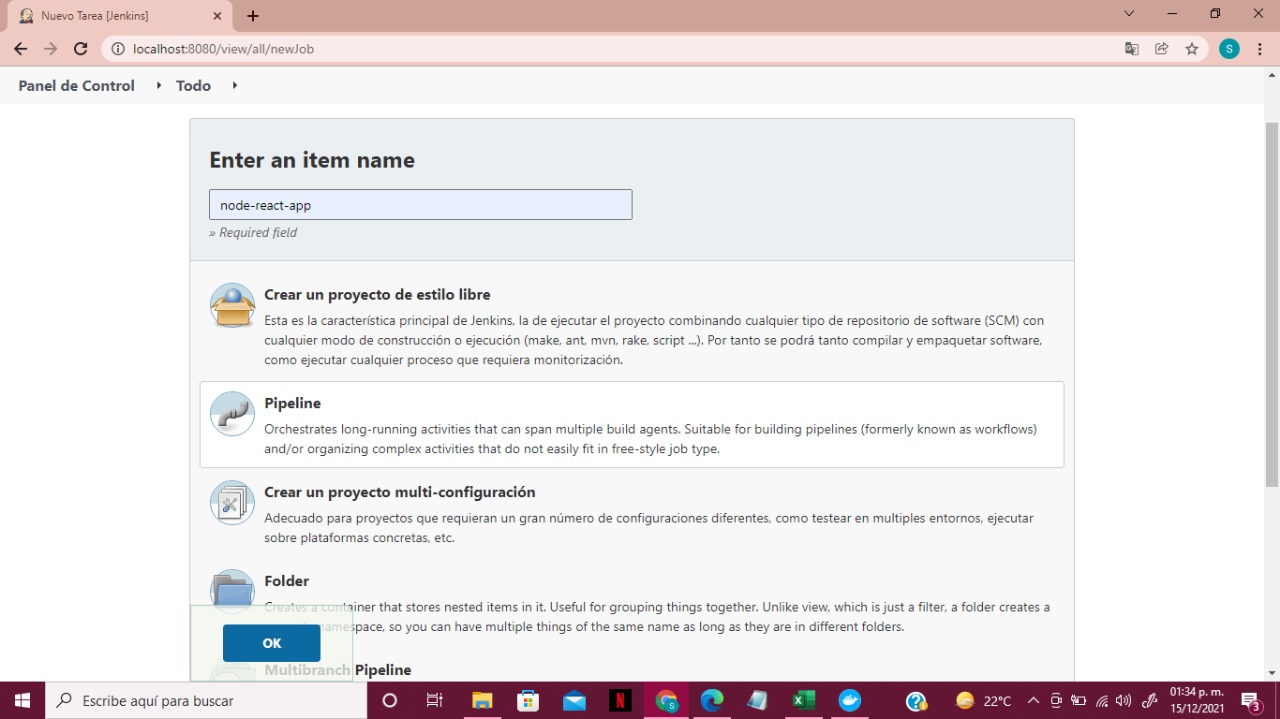 Nuevo Tarea [Jenkins]
localhost:8080/view/all/newJob
S
Panel de Control
Todo
Enter an item name
node-react-app
» Required field
Crear un proyecto de estilo libre
Esta es la característica principal de Jenkins, la de ejecutar el proyecto combinando cualquier tipo de repositorio de software (SCM) con
cualquier modo de construcción o ejecución (make, ant, mvn, rake, script ...). Por tanto se podrá tanto compilar y empaquetar software,
como ejecutar cualquier proceso que requiera monitorización.
Pipeline
Orchestrates long-running activities that can span multiple build agents. Suitable for building pipelines (formerly known as workflows)
and/or organizing complex activities that do not easily fit in free-style job type.
Crear un proyecto multi-configuración
Adecuado para proyectos que requieran un gran número de configuraciones diferentes, como testear en multiples entornos, ejecutar
sobre plataformas concretas, etc.
Folder
Creates a container that stores nested items in it. Useful for grouping things together. Unlike view, which is just a filter, a folder creates a
so you can have multiple things of the same name as long as they are in different folders.
OK
Multibranch Pipeline
Escribe aquí para buscar
N
S
22°C
01:34 p. m.
15/12/2021
3